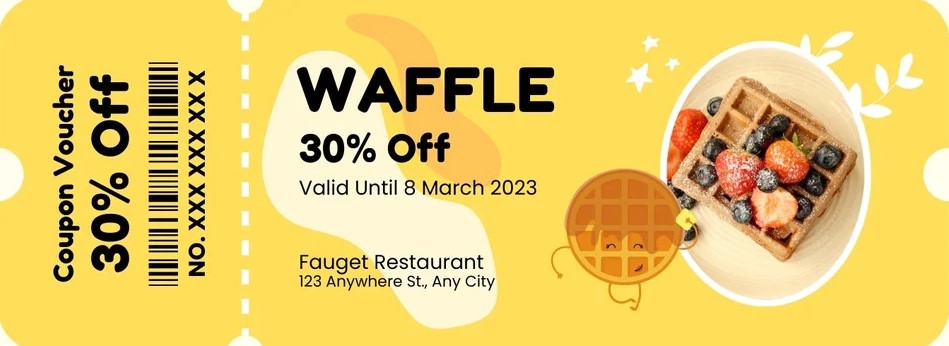 Coupon Voucher
30% Off
NO. XXX XXX XX X
WAFFLE
30% Off
Valid Until 8 March 2023
Fauget Restaurant
123 Anywhere St., Any City